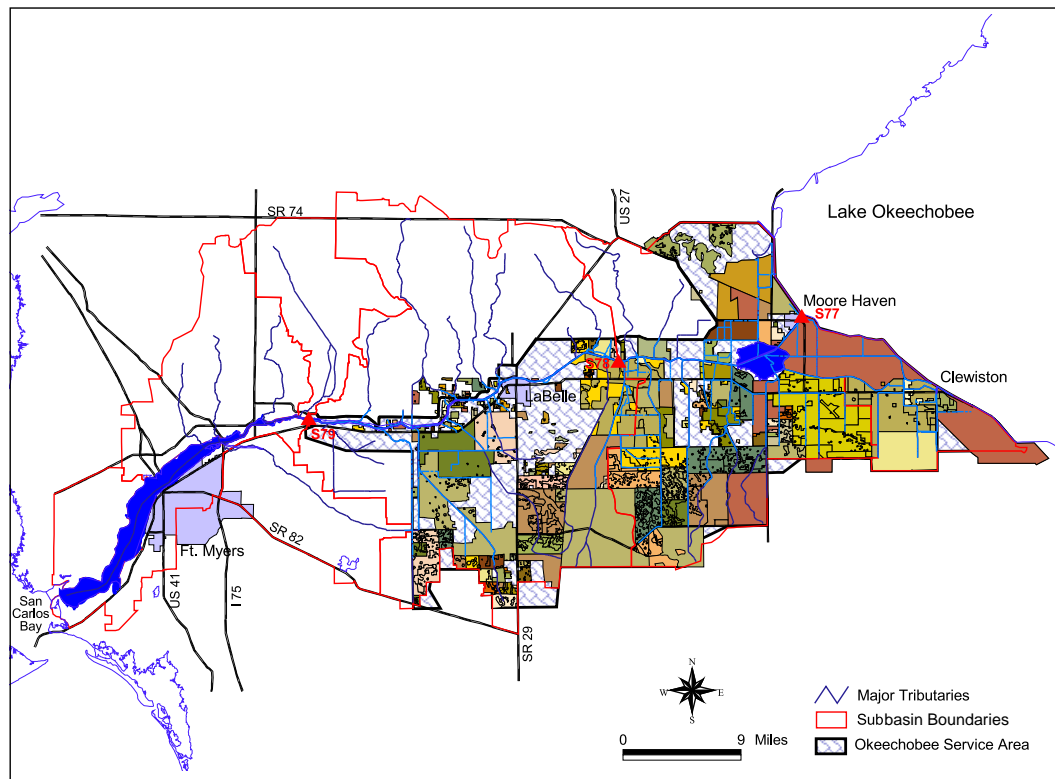 SR 74
US 27
Lake Okeechobee
Moore Haven
S77
S78
Clewiston
LaBelle
S79
Ft. Myers
SR 82
San
Carlos
Bay
US 41
I 75
SR 29
N
W
E
S
0
9 Miles
Major Tributaries
Subbasin Boundaries
Okeechobee Service Area